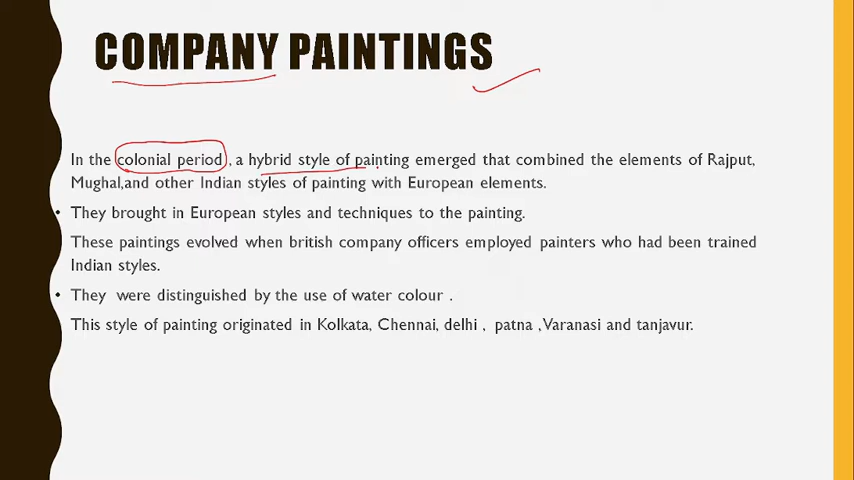 COMPANY PAINTINGS
In the colonial period , a hybrid style of painting emerged that combined the elements of Rajput,
Mughal,and other Indian styles of painting with European elements.
• They brought in European styles and techniques to the painting.
These paintings evolved when british company officers employed painters who had been trained
Indian styles.
• They were distinguished by the use of water colour .
This style of painting originated in Kolkata, Chennai, delhi , patna ,Varanasi and tanjavur.